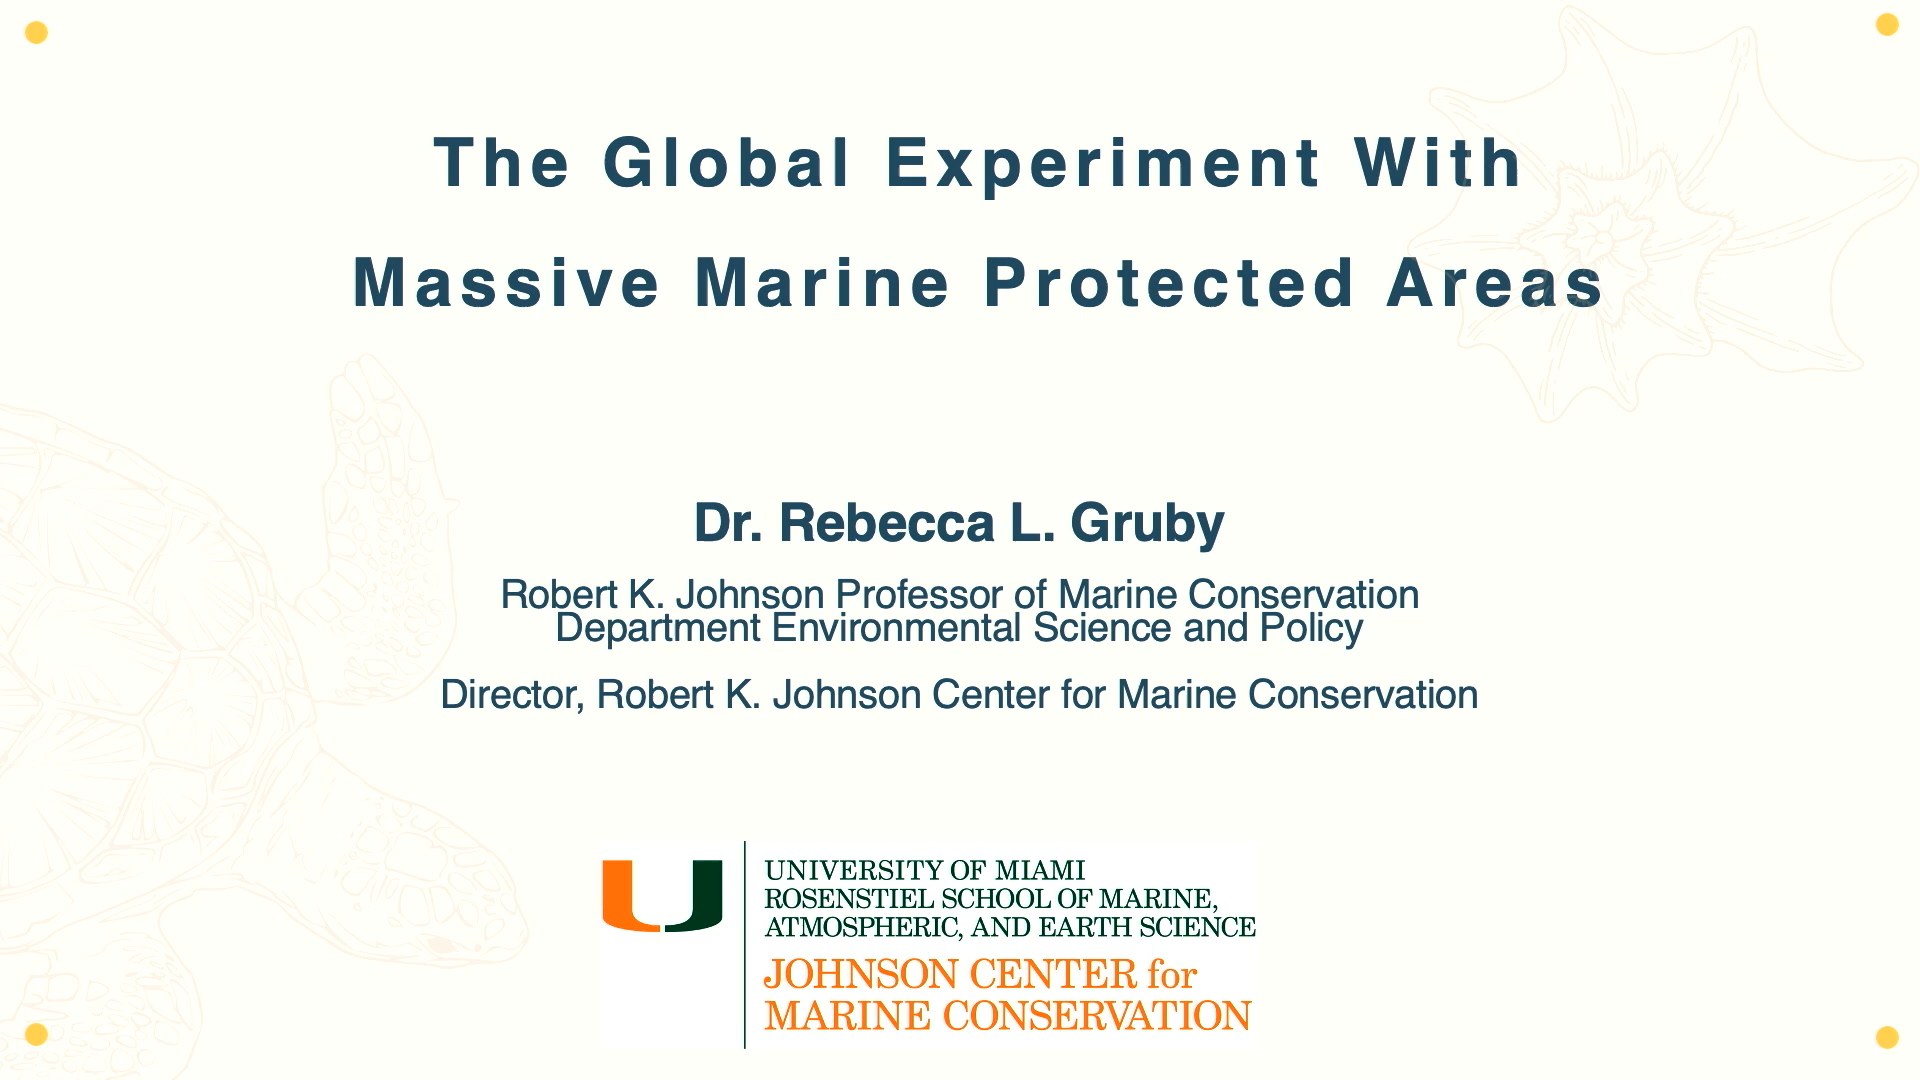 The Global Experiment With
Massive Marine Protected Areas
Dr. Rebecca L. Gruby
Robert K. Johnson Professor of Marine Conservation
Department Environmental Science and Policy
Director, Robert K. Johnson Center for Marine Conservation
UNIVERSITY OF MIAMI
ROSENSTIEL SCHOOL OF MARINE,
ATMOSPHERIC, AND EARTH SCIENCE
JOHNSON CENTER for
MARINE CONSERVATION